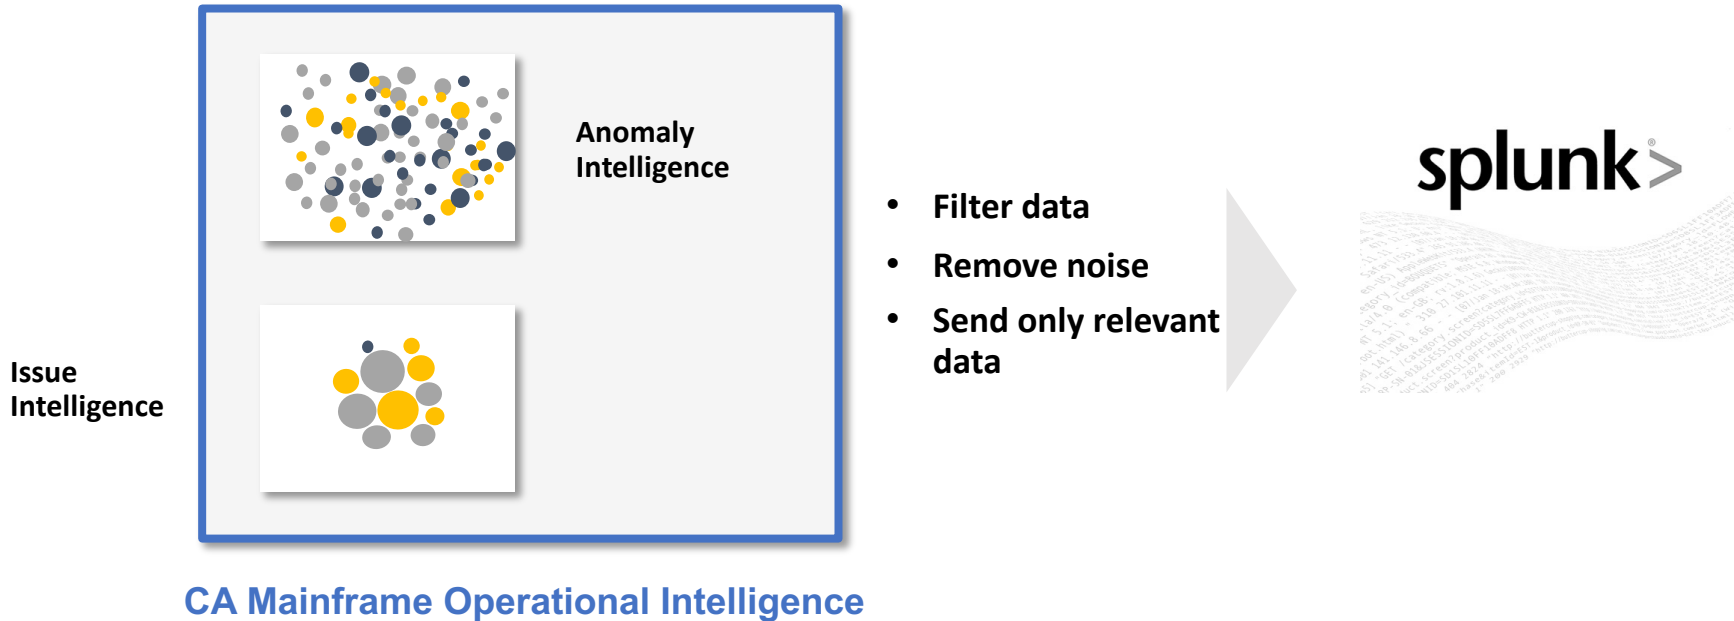 Anomaly
Intelligence
Issue
Intelligence
• Filter data
• Remove noise
• Send only relevant
data
splunk>
CA Mainframe Operational Intelligence